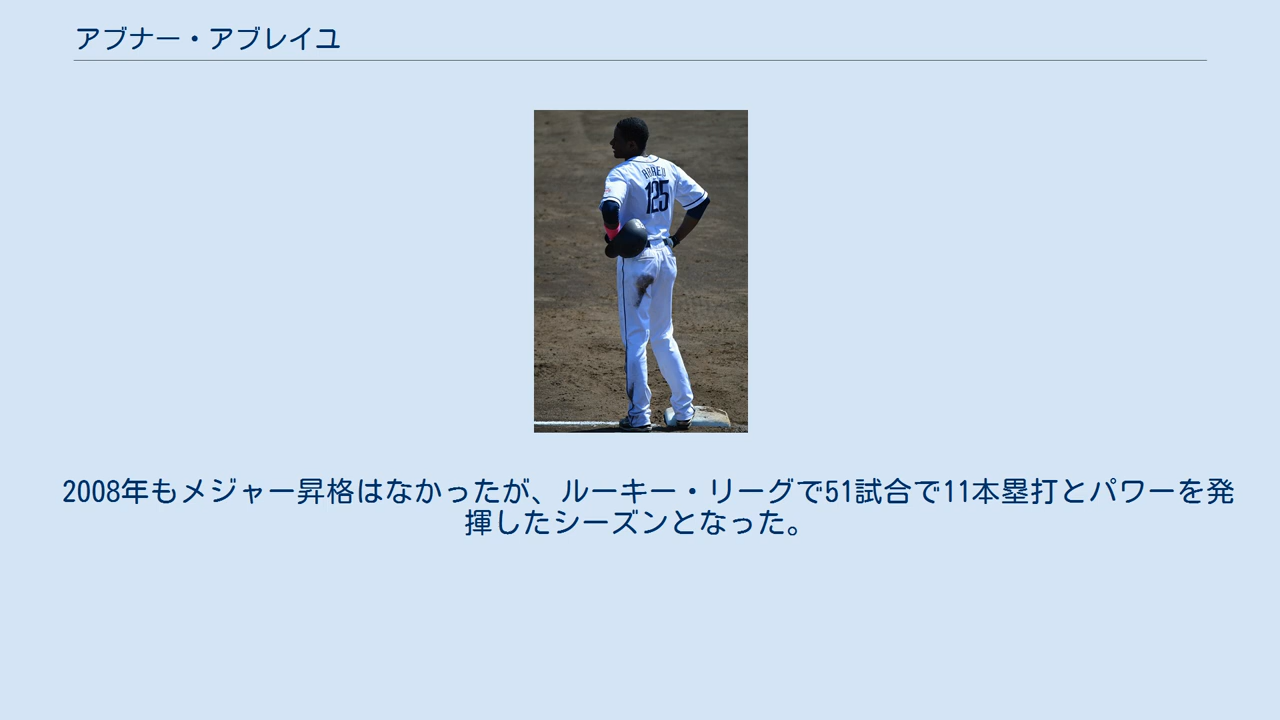 アブナー・アブレイユ
ABREU
125
2008年もメジャー昇格はなかったが、ルーキー・リーグで51試合で11本塁打とパワーを発
揮したシーズンとなった。